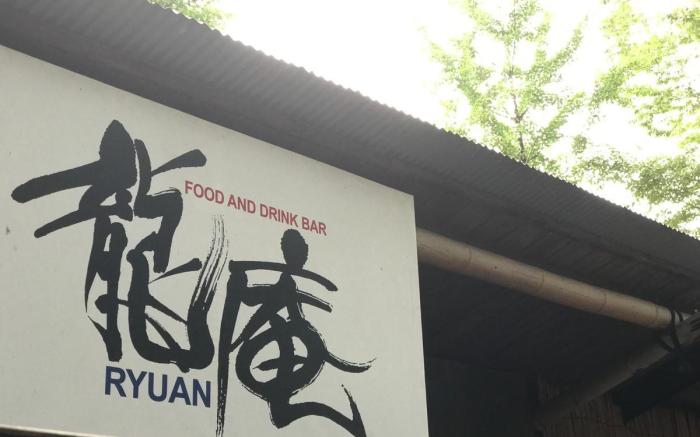 龍庵
FOOD AND DRINK BAR
RYUAN